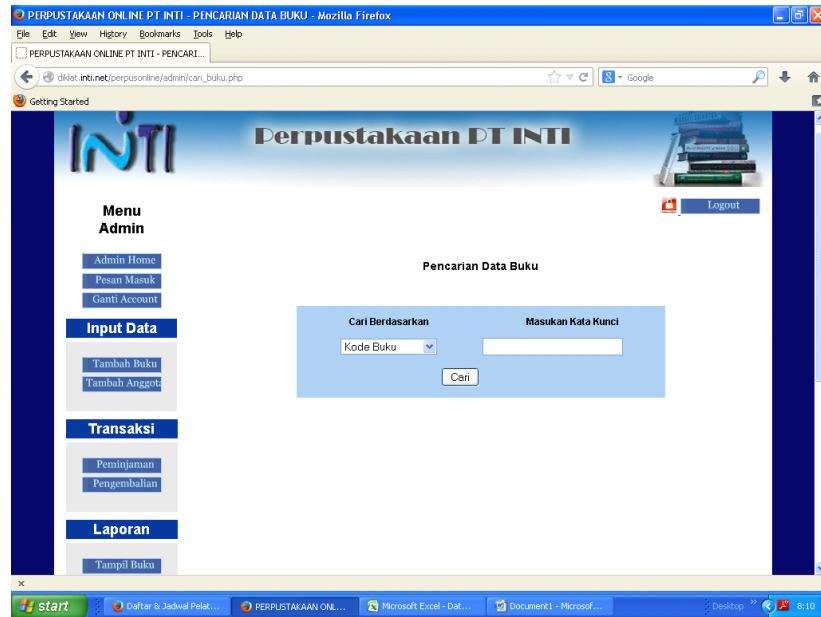 PERPUSTAKAAN ONLINE PT INTI - PENCARIAN DATA BUKU - Mozilla Firefox
File Edit View History Bookmarks Tools Help
PERPUSTAKAAN ONLINE PT INTI - PENCARI...
diklat.inti.net/perpusonline/admin/cari_buku.php
Google
Getting Started
INTI
Perpustakaan PT INTI
Logout
Menu
Admin
Admin Home
Pesan Masuk
Ganti Account
Input Data
Tambah Buku
Tambah Anggota
Transaksi
Peminjaman
Pengembalian
Laporan
Tampil Buku
Pencarian Data Buku
Cari Berdasarkan
Masukan Kata Kunci
Kode Buku
Cari
start
Daftar & Jadwal Pelat...
PERPUSTAKAAN ONL...
Microsoft Excel - Dat...
Document1 - Microsof...
Desktop
8:10